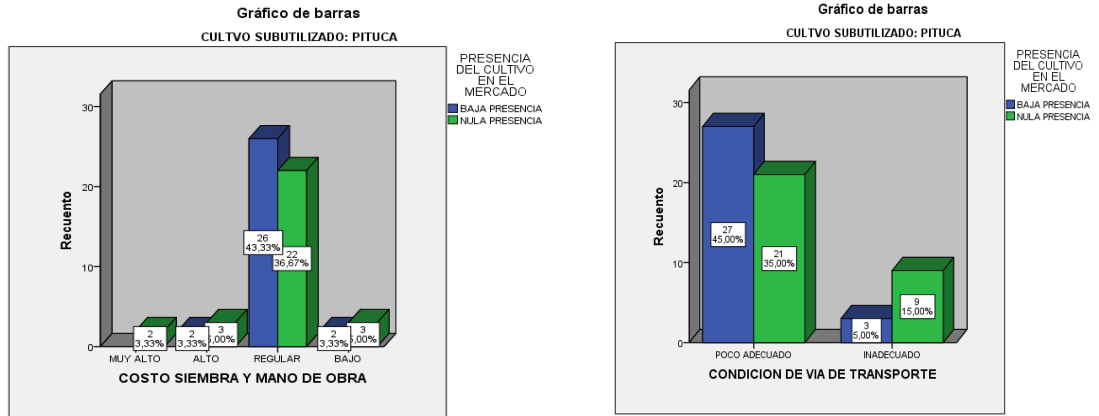 Gráfico de barras
CULTVO SUBUTILIZADO: PITUCA
PRESENCIA
DEL CULTIVO
EN EL
MERCADO
BAJA PRESENCIA
NULA PRESENCIA
Recuento
30
20
10
0
26
43,33%
22
36,67%
2
3,33%
2
3,33%
3
5,00%
2
3,33%
3
5,00%
MUY ALTO
ALTO
REGULAR
BAJO
COSTO SIEMBRA Y MANO DE OBRA
Gráfico de barras
CULTVO SUBUTILIZADO: PITUCA
PRESENCIA
DEL CULTIVO
EN EL
MERCADO
BAJA PRESENCIA
NULA PRESENCIA
Recuento
30
20
10
0
27
45,00%
21
35,00%
3
5,00%
9
15,00%
POCO ADECUADO
INADECUADO
CONDICION DE VIA DE TRANSPORTE